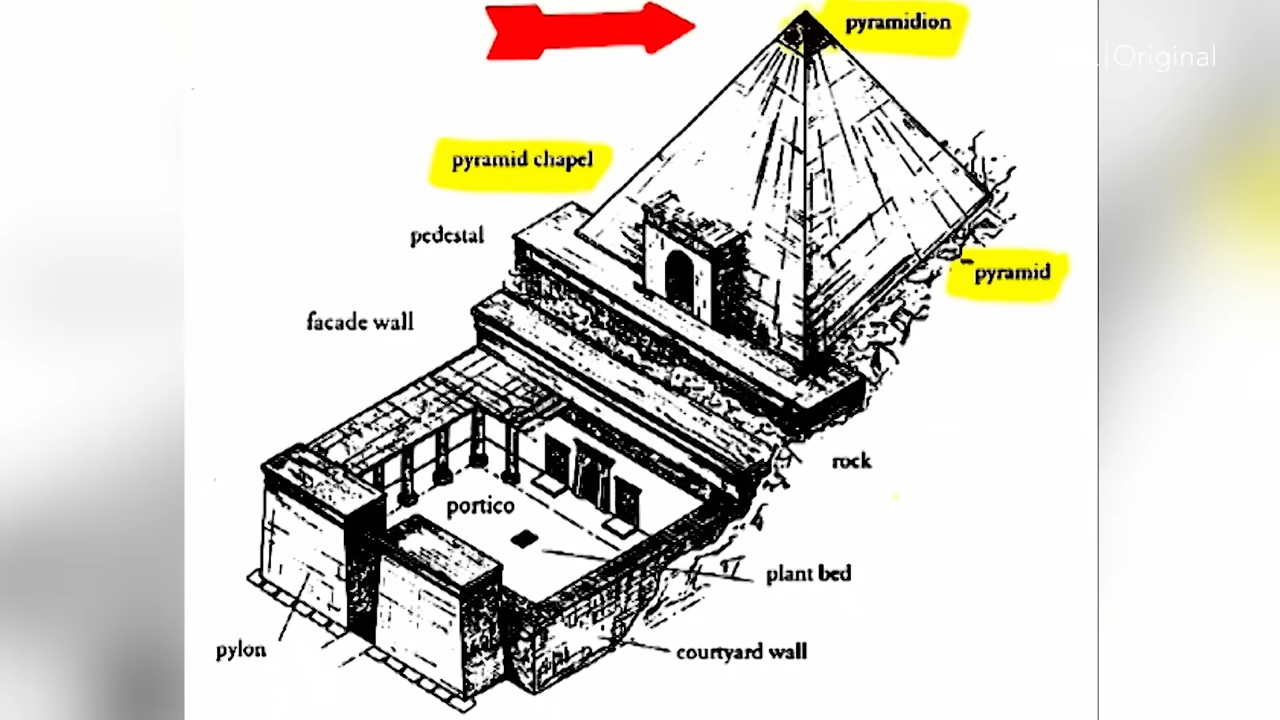 pyramidion
|Original
pyramid chapel
pedestal
pyramid
facade wall
rock
portico
plant bed
pylon
courtyard wall